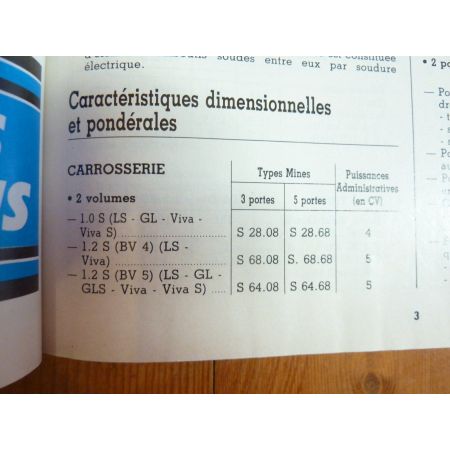 soudés entre eux par soudure
électrique.
Caractéristiques dimensionnelles
et pondérales
CARROSSERIE
Types Mines
Puissances
Administratives
(en CV)
3 portes
5 portes
• 2 volumes
— 1.0 S (LS - GL - Viva -
Viva S)
S 28.08
S 28.68
4
— 1.2 S (BV 4) (LS -
Viva)
S 68.08
S. 68.68
5
— 1.2 S (BV 5) (LS - GL -
GLS - Viva - Viva S)
S 64.08
S 64.68
5
3
• 2